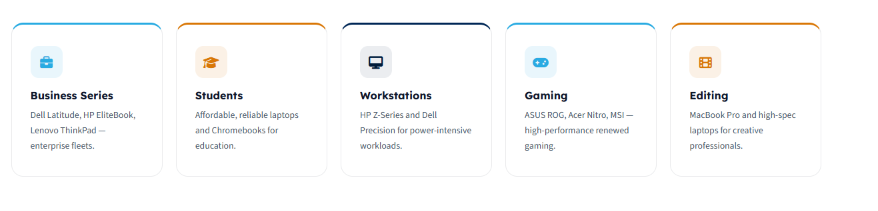 Business Series
Dell Latitude, HP EliteBook,
Lenovo ThinkPad —
enterprise fleets.
Students
Affordable, reliable laptops
and Chromebooks for
education.
Workstations
HP Z-Series and Dell
Precision for power-intensive
workloads.
Gaming
ASUS ROG, Acer Nitro, MSI —
high-performance renewed
gaming.
Editing
MacBook Pro and high-spec
laptops for creative
professionals.